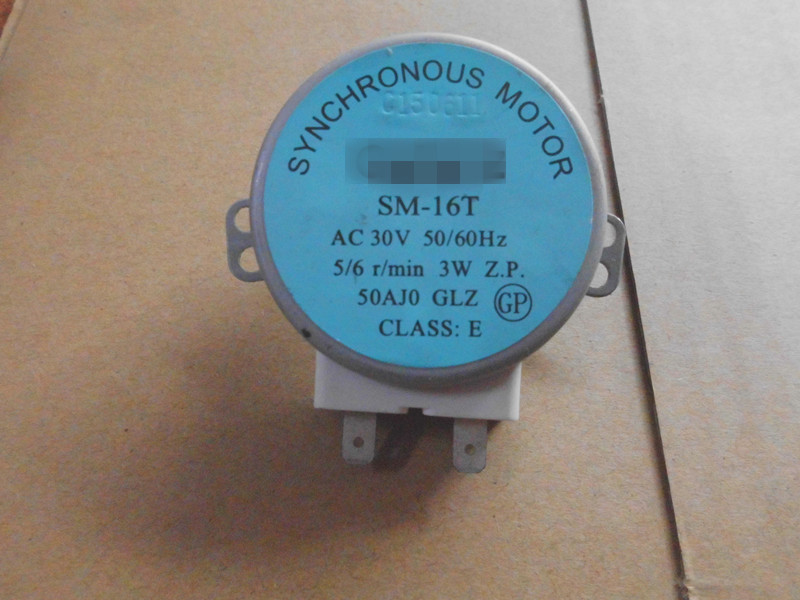 SYNCHRONOUS MOTOR
C150611
SM-16T
AC 30V 50/60Hz
5/6 r/min 3W Z.P.
50AJ0 GLZ GP
CLASS: E